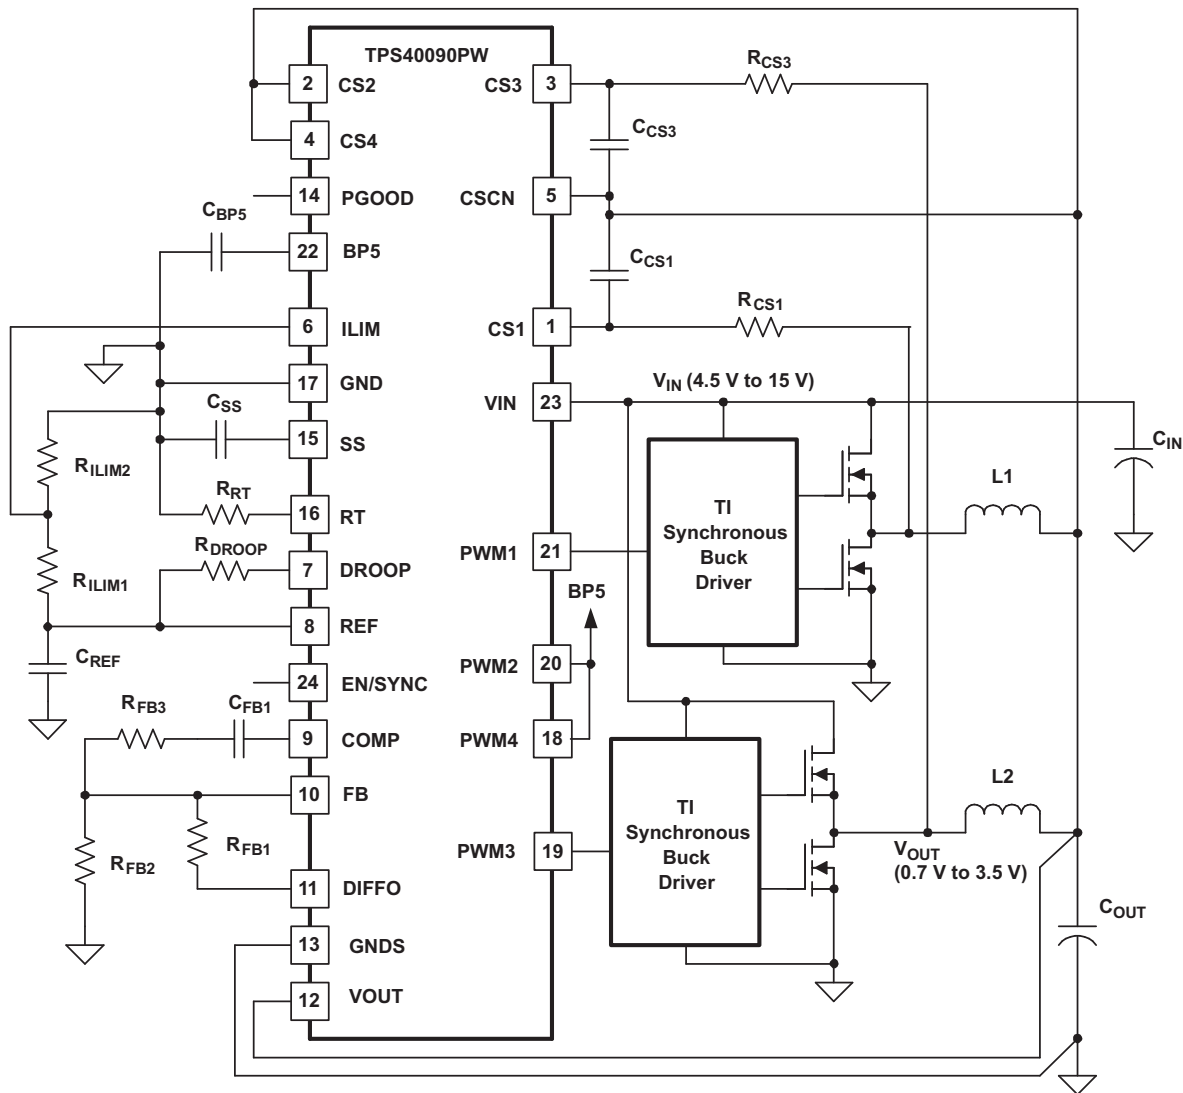 TPS40090PW
2 CS2
CS3 3
R_CS3
4 CS4
C_CS3
14 PGOOD
CSCN 5
C_BP5
22 BP5
C_CS1
R_CS1
6 ILIM
CS1 1
17 GND
V_IN (4.5 V to 15 V)
VIN 23
C_SS
15 SS
C_IN
R_ILIM2
L1
R_RT
16 RT
TI
Synchronous
Buck
Driver
R_DROOP
PWM1 21
7 DROOP
R_ILIM1
BP5
8 REF
C_REF
PWM2 20
24 EN/SYNC
R_FB3
C_FB1
9 COMP
PWM4 18
L2
10 FB
TI
Synchronous
Buck
Driver
R_FB1
R_FB2
PWM3 19
V_OUT
(0.7 V to 3.5 V)
11 DIFFO
C_OUT
13 GNDS
12 VOUT